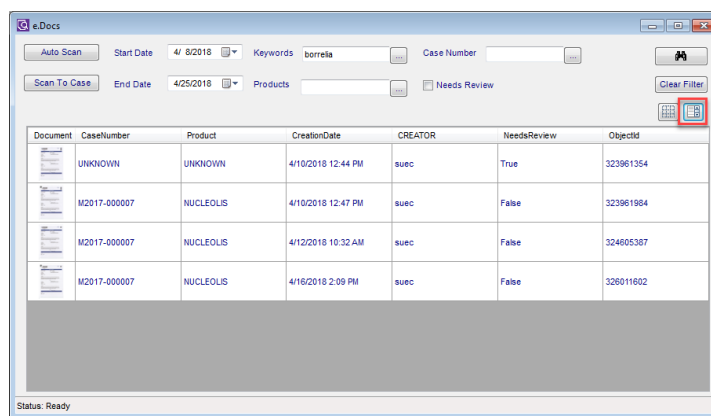 e.Docs
Auto Scan Start Date 4/ 8/2018 Keywords borrelia ... Case Number ...
Scan To Case End Date 4/25/2018 Products ... Needs Review Clear Filter
Document CaseNumber Product CreationDate CREATOR NeedsReview ObjectId
UNKNOWN UNKNOWN 4/10/2018 12:44 PM suec True 323961354
M2017-000007 NUCLEOLIS 4/10/2018 12:47 PM suec False 323961984
M2017-000007 NUCLEOLIS 4/12/2018 10:32 AM suec False 324605387
M2017-000007 NUCLEOLIS 4/16/2018 2:09 PM suec False 326011602
Status: Ready